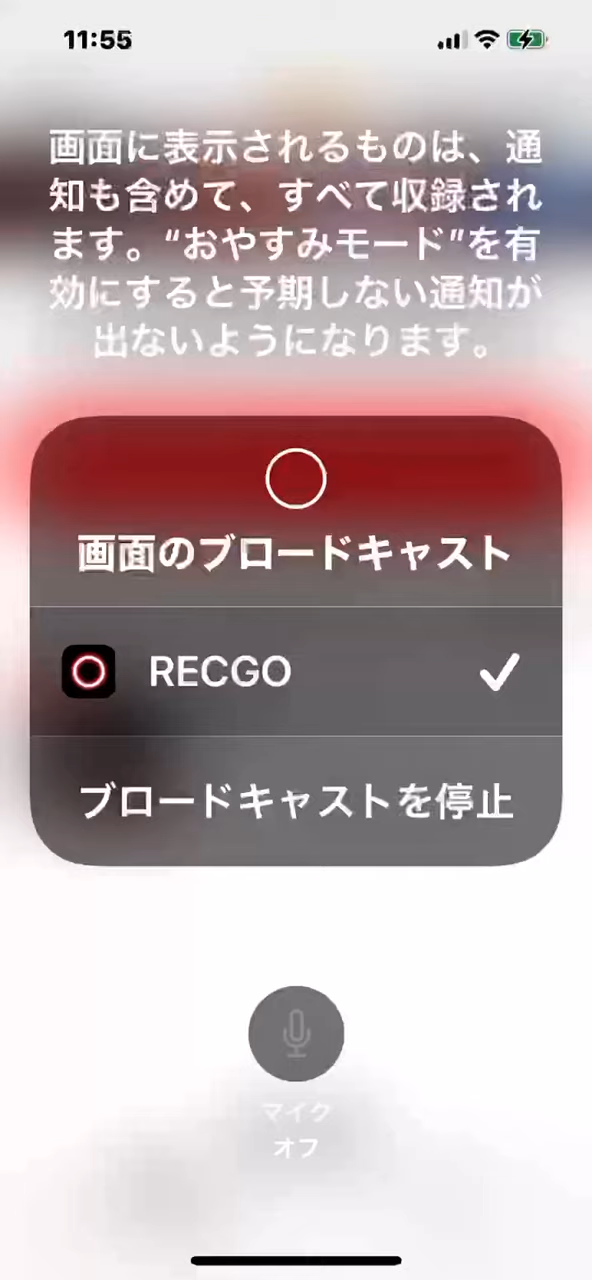 11:55
画面に表示されるものは、通
知も含めて、すべて収録され
ます。“おやすみモード”を有
効にすると予期しない通知が
出ないようになります。
画面のブロードキャスト
RECGO
ブロードキャストを停止
マイク
オフ